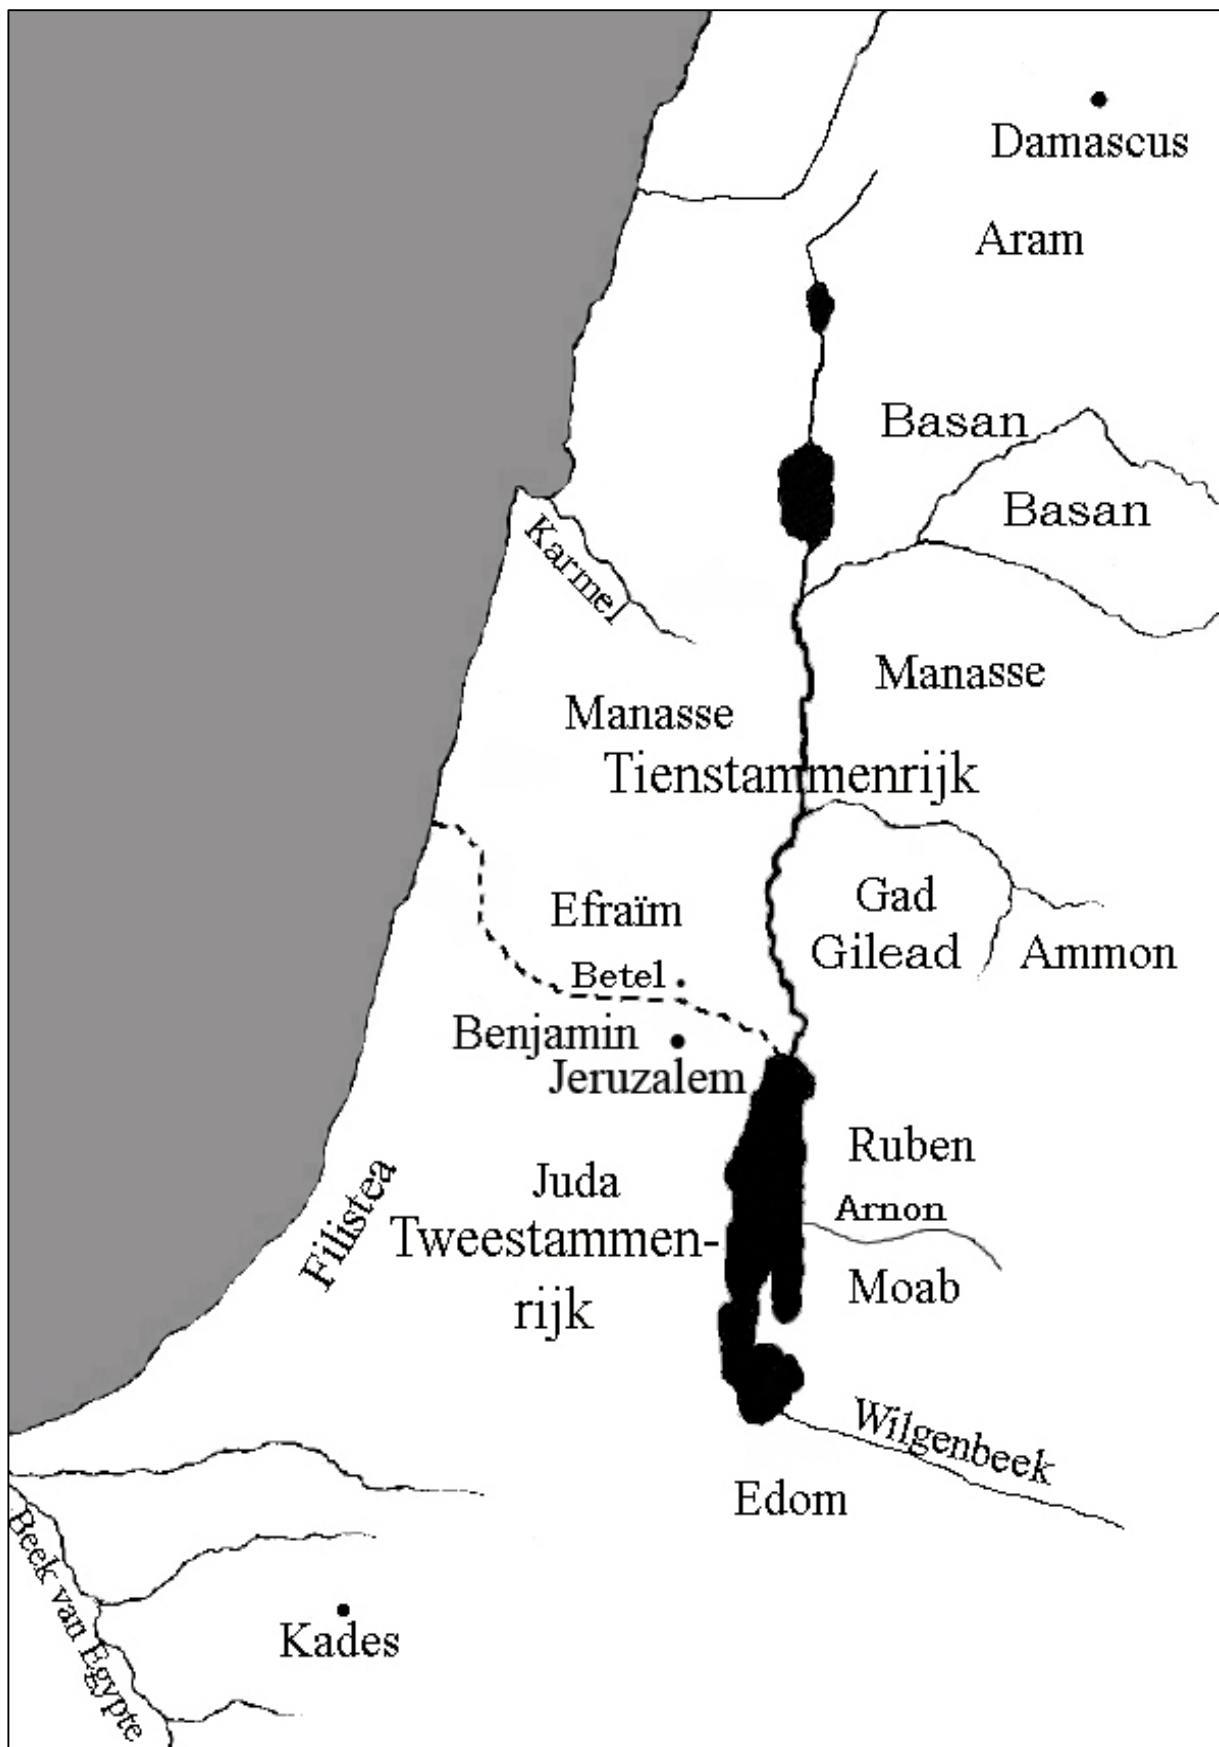 Damascus
Aram
Basan
Basan
Karmel
Manasse
Manasse
Tienstammenrijk
Gad
Efraïm
Gilead
Ammon
Betel
Benjamin
Jeruzalem
Ruben
Juda
Arnon
Filistea
Tweestammen-
rijk
Moab
Wilgenbeek
Edom
Beek van Egypte
Kades